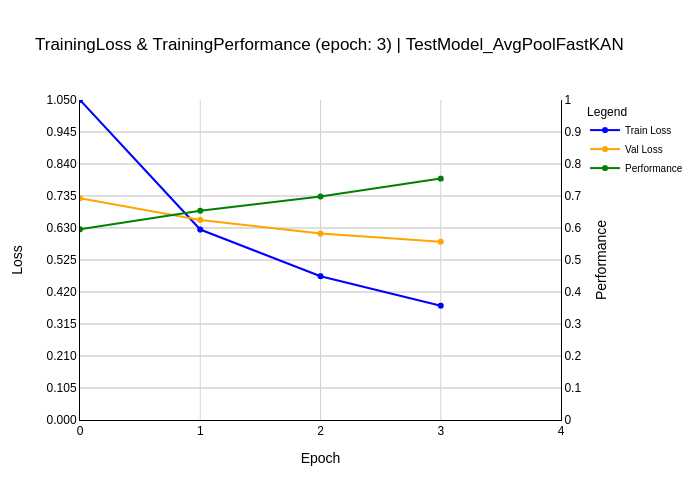 TrainingLoss & TrainingPerformance (epoch: 3) | TestModel_AvgPoolFastKAN
Legend
Train Loss
Val Loss
Performance
Loss
1.050
0.945
0.840
0.735
0.630
0.525
0.420
0.315
0.210
0.105
0.000
1
0.9
0.8
0.7
0.6
0.5
0.4
0.3
0.2
0.1
0
Performance
0 1 2 3 4
Epoch